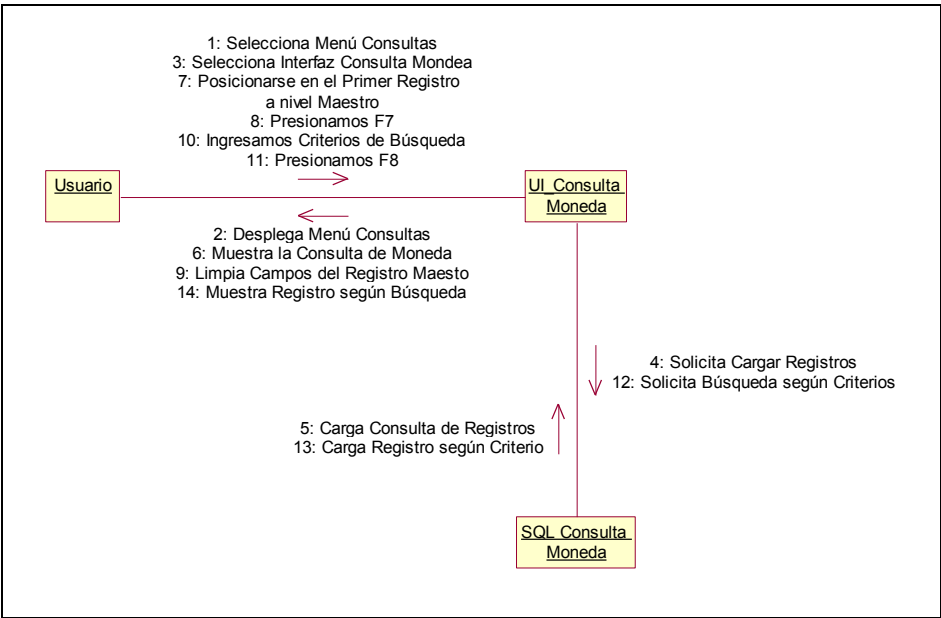 1: Selecciona Menú Consultas
3: Selecciona Interfaz Consulta Mondea
7: Posicionarse en el Primer Registro
a nivel Maestro
8: Presionamos F7
10: Ingresamos Criterios de Búsqueda
11: Presionamos F8
Usuario
UI_Consulta
Moneda
2: Desplega Menú Consultas
6: Muestra la Consulta de Moneda
9: Limpia Campos del Registro Maesto
14: Muestra Registro según Búsqueda
4: Solicita Cargar Registros
12: Solicita Búsqueda según Criterios
5: Carga Consulta de Registros
13: Carga Registro según Criterio
SQL_Consulta
Moneda